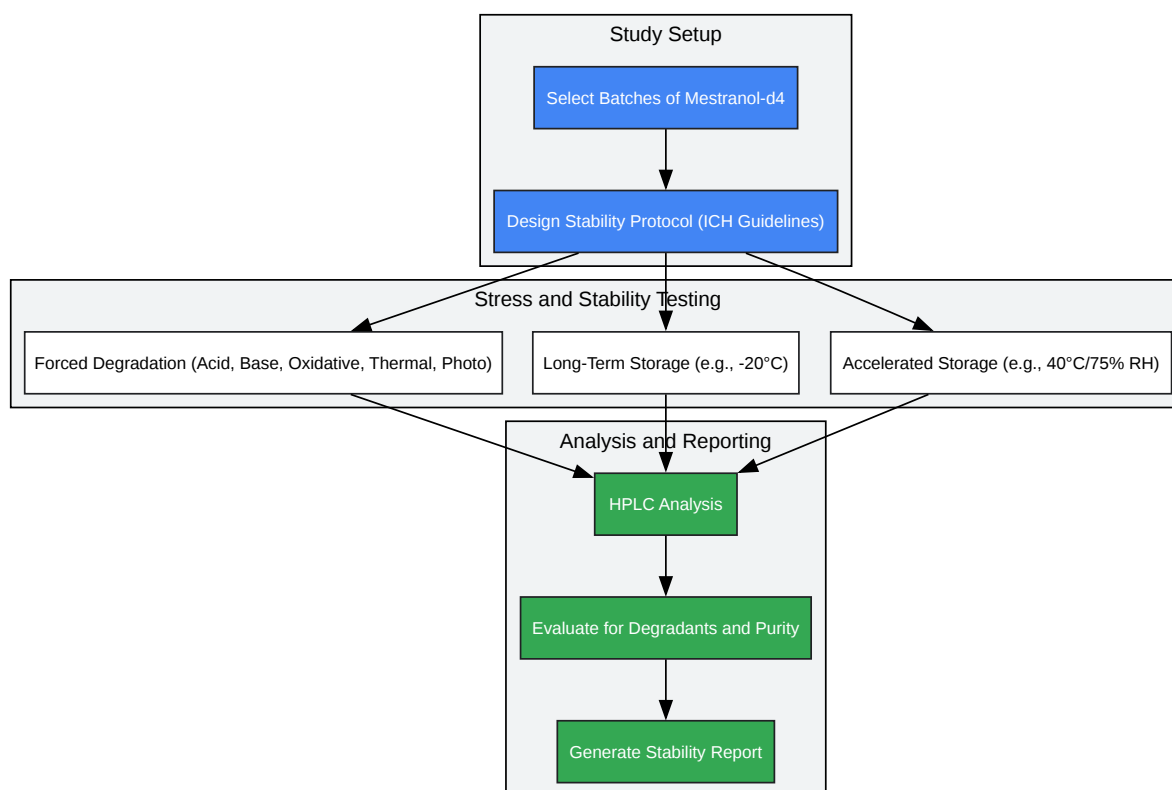 Study Setup
Select Batches of Mestranol-d4
Design Stability Protocol (ICH Guidelines)
Stress and Stability Testing
Forced Degradation (Acid, Base, Oxidative, Thermal, Photo)
Long-Term Storage (e.g., -20°C)
Accelerated Storage (e.g., 40°C/75% RH)
Analysis and Reporting
HPLC Analysis
Evaluate for Degradants and Purity
Generate Stability Report